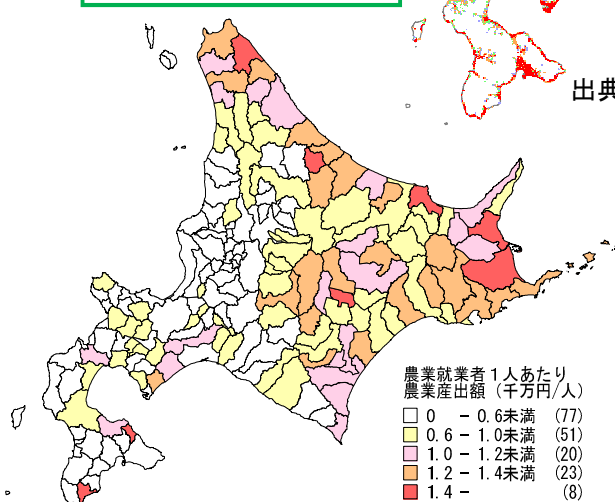 出典
農業就業者1人あたり
農業産出額（千万円/人）
0 － 0.6未満 (77)
0.6 － 1.0未満 (51)
1.0 － 1.2未満 (20)
1.2 － 1.4未満 (23)
1.4 － (8)